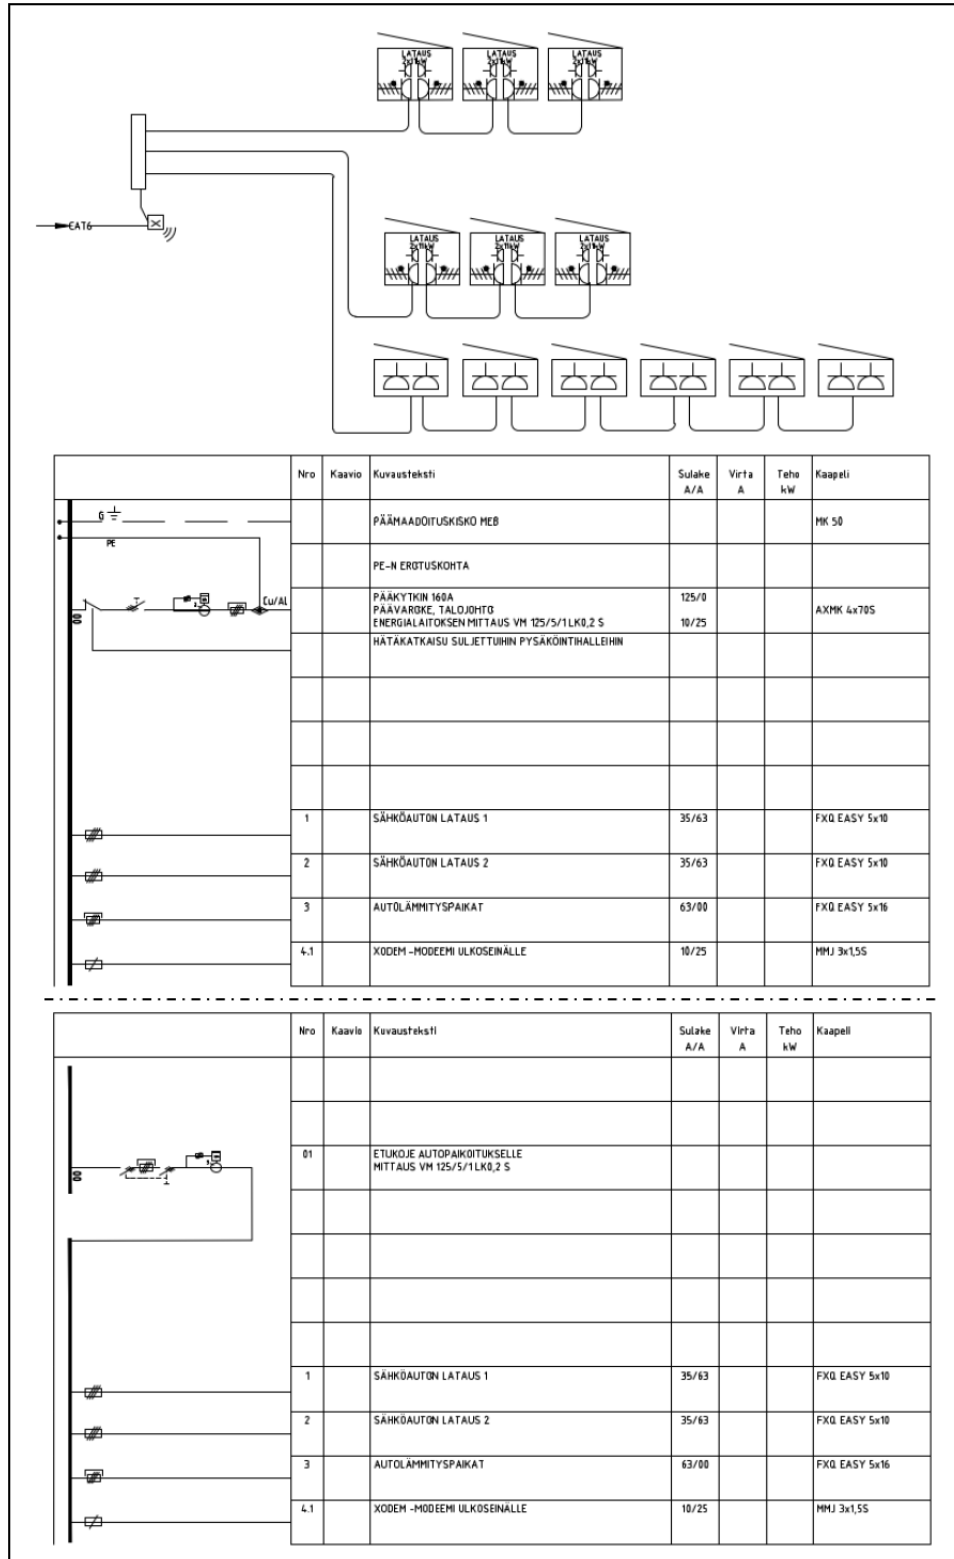 LATAUS LATAUS LATAUS
2x11kW 2x11kW 2x11kW
CAT6
LATAUS LATAUS LATAUS
2x11kW 2x11kW 2x11kW
Nro Kaavio Kuvausteksti Sulake A/A Virta A Teho kW Kaapeli
G PÄÄMAADOITUSKISKO MEB MK 50
PE
PE-N EROTUSKOHTA
PÄÄKYTKIN 160A 125/0
Cu/Al PÄÄVAROKE, TALOJOHTO AXMK 4x70S
ENERGIALAITOKSEN MITTAUS VM 125/5/1 LK0,2 S 10/25
HÄTÄKATKAISU SULJETTUIHIN PYSÄKÖINTIHALLEIHIN
1 SÄHKÖAUTON LATAUS 1 35/63 FXQ EASY 5x10
2 SÄHKÖAUTON LATAUS 2 35/63 FXQ EASY 5x10
3 AUTOLÄMMITYSPAIKAT 63/00 FXQ EASY 5x16
4.1 XODEM -MODEEMI ULKOSEINÄLLE 10/25 MMJ 3x1,5S
Nro Kaavio Kuvausteksti Sulake A/A Virta A Teho kW Kaapeli
01 ETUKOJE AUTOPAIKOITUKSELLE
MITTAUS VM 125/5/1 LK0,2 S
1 SÄHKÖAUTON LATAUS 1 35/63 FXQ EASY 5x10
2 SÄHKÖAUTON LATAUS 2 35/63 FXQ EASY 5x10
3 AUTOLÄMMITYSPAIKAT 63/00 FXQ EASY 5x16
4.1 XODEM -MODEEMI ULKOSEINÄLLE 10/25 MMJ 3x1,5S